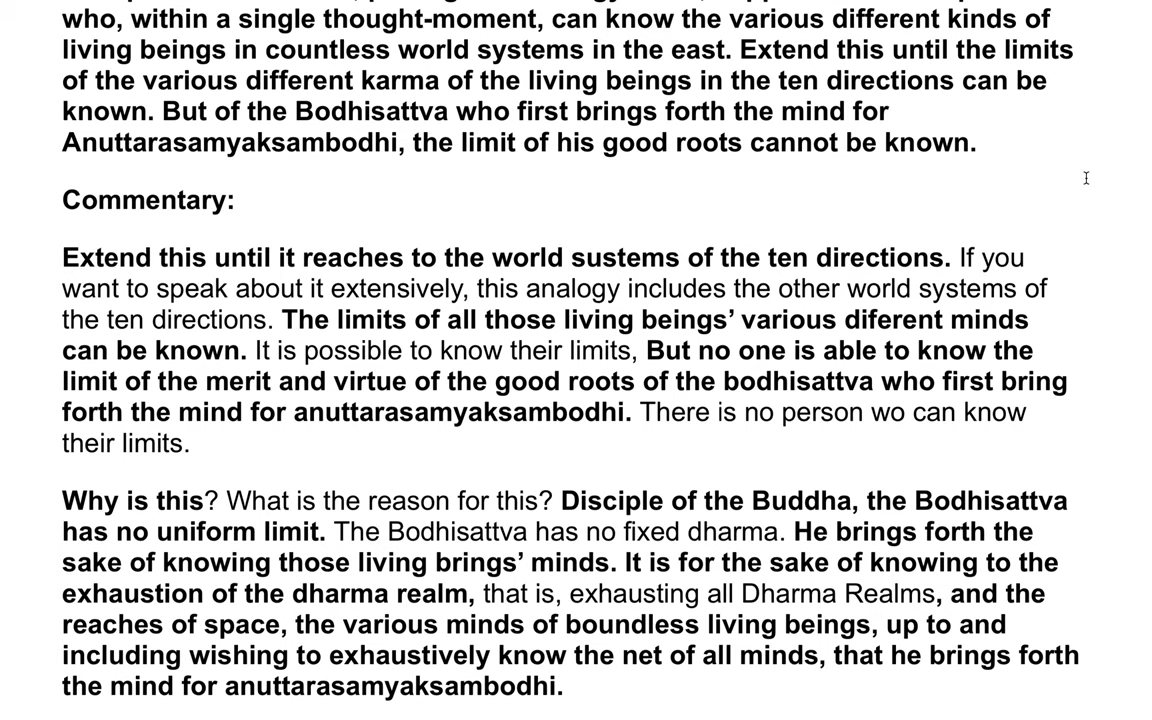 who, within a single thought-moment, can know the various different kinds of
living beings in countless world systems in the east. Extend this until the limits
of the various different karma of the living beings in the ten directions can be
known. But of the Bodhisattva who first brings forth the mind for
Anuttarasamyaksambodhi, the limit of his good roots cannot be known.
Commentary:
Extend this until it reaches to the world sustems of the ten directions. If you
want to speak about it extensively, this analogy includes the other world systems of
the ten directions. The limits of all those living beings’ various diferent minds
can be known. It is possible to know their limits, But no one is able to know the
limit of the merit and virtue of the good roots of the bodhisattva who first bring
forth the mind for anuttarasamyaksambodhi. There is no person wo can know
their limits.
Why is this? What is the reason for this? Disciple of the Buddha, the Bodhisattva
has no uniform limit. The Bodhisattva has no fixed dharma. He brings forth the
sake of knowing those living brings’ minds. It is for the sake of knowing to the
exhaustion of the dharma realm, that is, exhausting all Dharma Realms, and the
reaches of space, the various minds of boundless living beings, up to and
including wishing to exhaustively know the net of all minds, that he brings forth
the mind for anuttarasamyaksambodhi.